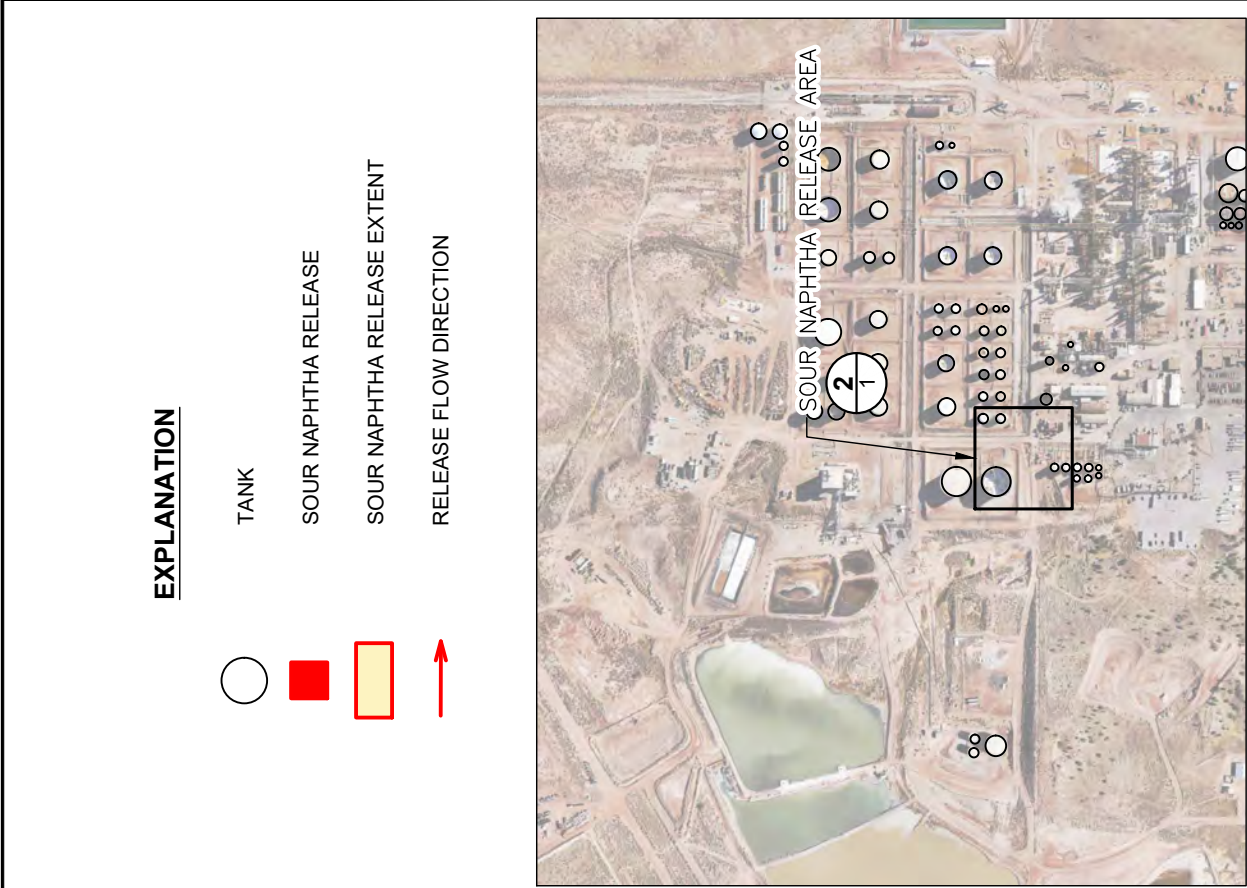 EXPLANATION
TANK
SOUR NAPHTHA RELEASE
SOUR NAPHTHA RELEASE EXTENT
RELEASE FLOW DIRECTION
SOUR NAPHTHA RELEASE AREA
2
1